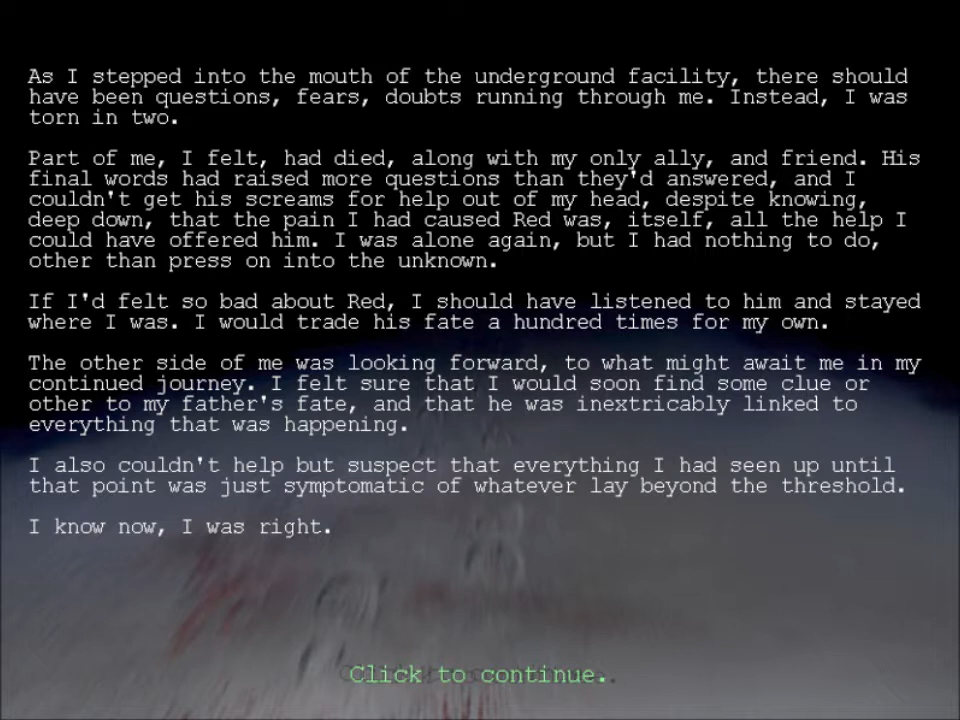 As I stepped into the mouth of the underground facility, there should
have been questions, fears, doubts running through me. Instead, I was
torn in two.
Part of me, I felt, had died, along with my only ally, and friend. His
final words had raised more questions than they'd answered, and I
couldn't get his screams for help out of my head, despite knowing,
deep down, that the pain I had caused Red was, itself, all the help I
could have offered him. I was alone again, but I had nothing to do,
other than press on into the unknown.
If I'd felt so bad about Red, I should have listened to him and stayed
where I was. I would trade his fate a hundred times for my own.
The other side of me was looking forward, to what might await me in my
continued journey. I felt sure that I would soon find some clue or
other to my father's fate, and that he was inextricably linked to
everything that was happening.
I also couldn't help but suspect that everything I had seen up until
that point was just symptomatic of whatever lay beyond the threshold.
I know now, I was right.
Click to continue.